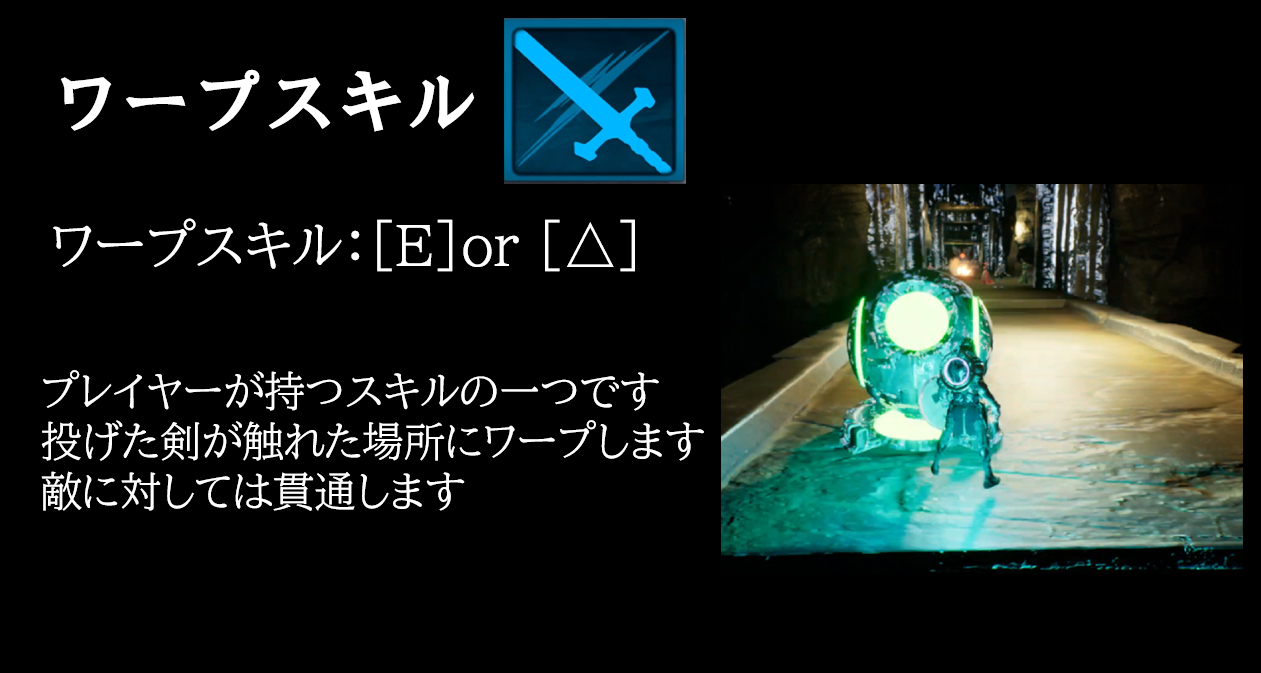 ワープスキル
ワープスキル：[E]or [△]
プレイヤーが持つスキルの一つです
投げた剣が触れた場所にワープします
敵に対しては貫通します